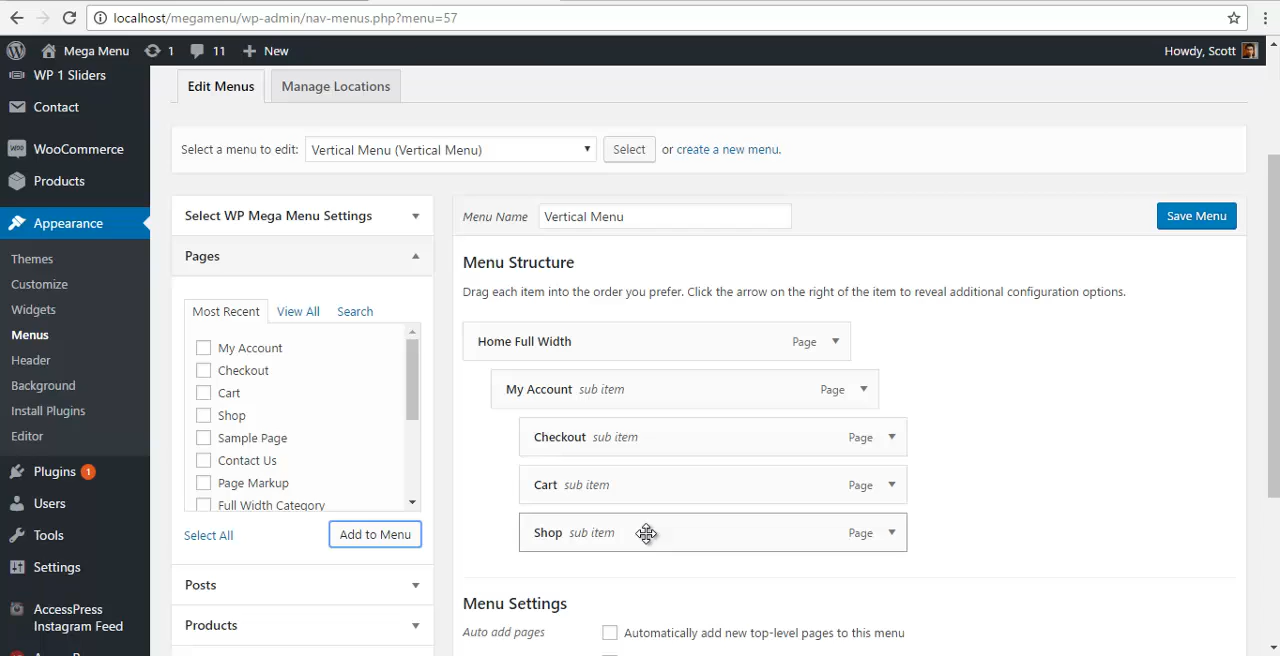 localhost/megamenu/wp-admin/nav-menus.php?menu=57
Mega Menu 1 11 New Howdy, Scott
WP 1 Sliders
Contact
WooCommerce
Products
Appearance
Themes
Customize
Widgets
Menus
Header
Background
Install Plugins
Editor
Plugins 1
Users
Tools
Settings
AccessPress
Instagram Feed
Edit Menus Manage Locations
Select a menu to edit: Vertical Menu (Vertical Menu) Select or create a new menu.
Select WP Mega Menu Settings
Pages
Most Recent View All Search
My Account
Checkout
Cart
Shop
Sample Page
Contact Us
Page Markup
Full Width Category
Select All Add to Menu
Posts
Products
Menu Name Vertical Menu Save Menu
Menu Structure
Drag each item into the order you prefer. Click the arrow on the right of the item to reveal additional configuration options.
Home Full Width Page
My Account sub item Page
Checkout sub item Page
Cart sub item Page
Shop sub item Page
Menu Settings
Auto add pages Automatically add new top-level pages to this menu